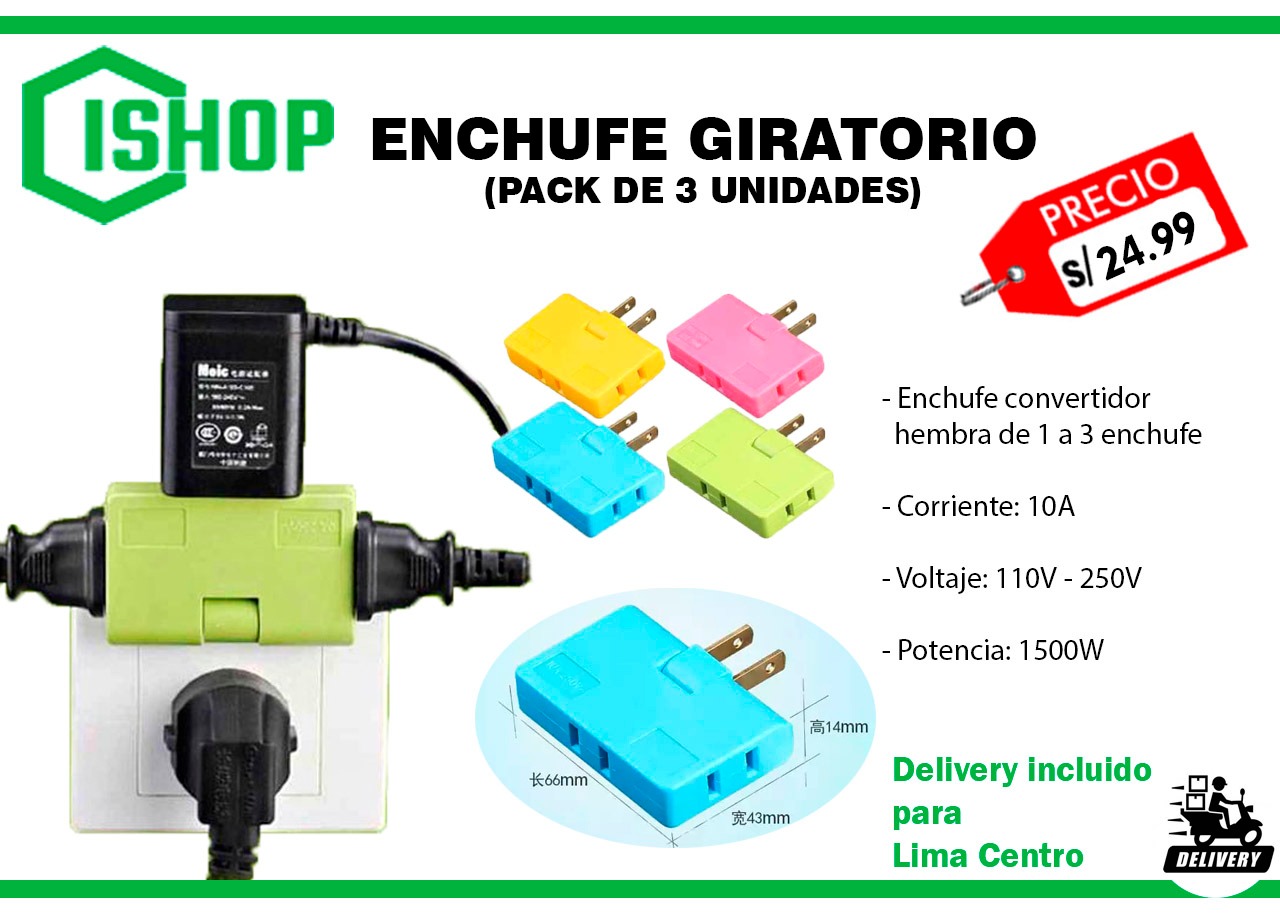 ISHOP
ENCHUFE GIRATORIO
(PACK DE 3 UNIDADES)
PRECIO
s/ 24.99
- Enchufe convertidor
hembra de 1 a 3 enchufe
- Corriente: 10A
- Voltaje: 110V - 250V
- Potencia: 1500W
长66mm
宽43mm
高14mm
Delivery incluido
para
Lima Centro
DELIVERY